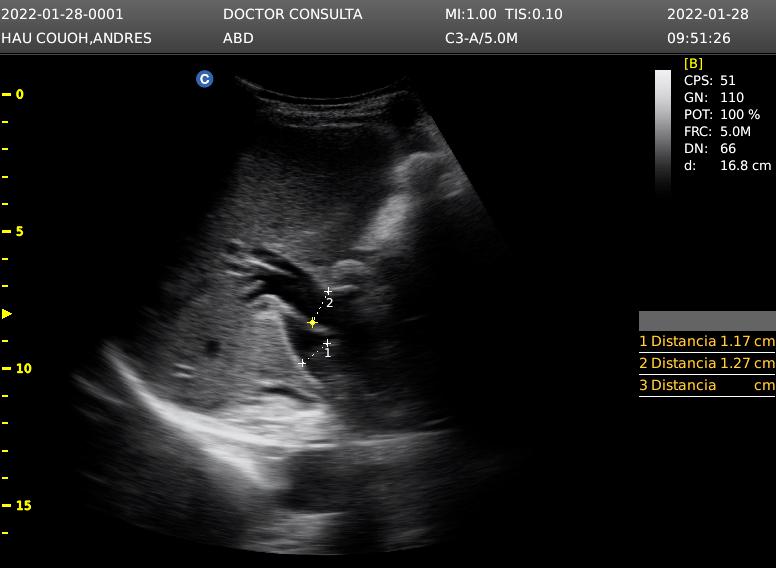 2022-01-28-0001 DOCTOR CONSULTA MI:1.00 TIS:0.10 2022-01-28
HAU COUOH,ANDRES ABD C3-A/5.0M 09:51:26
C
[B]
CPS: 51
GN: 110
POT: 100 %
FRC: 5.0M
DN: 66
d: 16.8 cm
0
5
10
15
2
1
1 Distancia 1.17 cm
2 Distancia 1.27 cm
3 Distancia cm